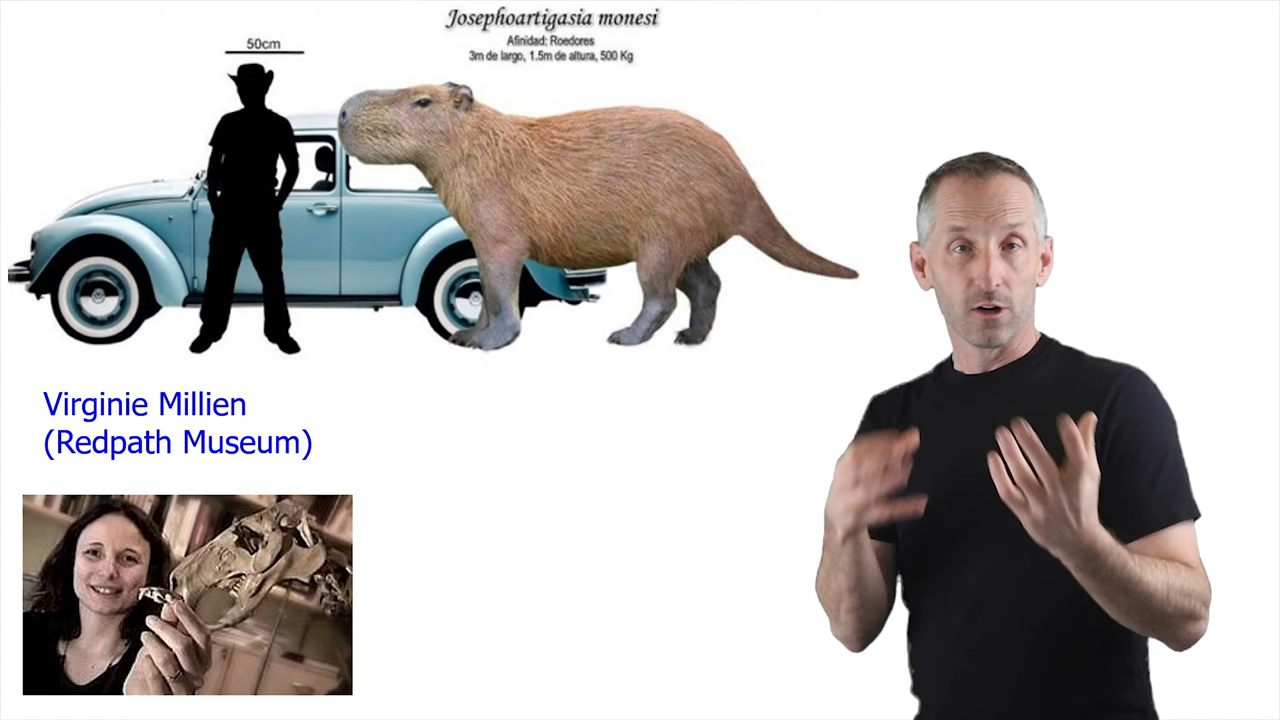 Josephoartigasia monesi
Afinidad: Roedores
3m de largo, 1.5m de altura, 500 Kg
50cm
Virginie Millien
(Redpath Museum)